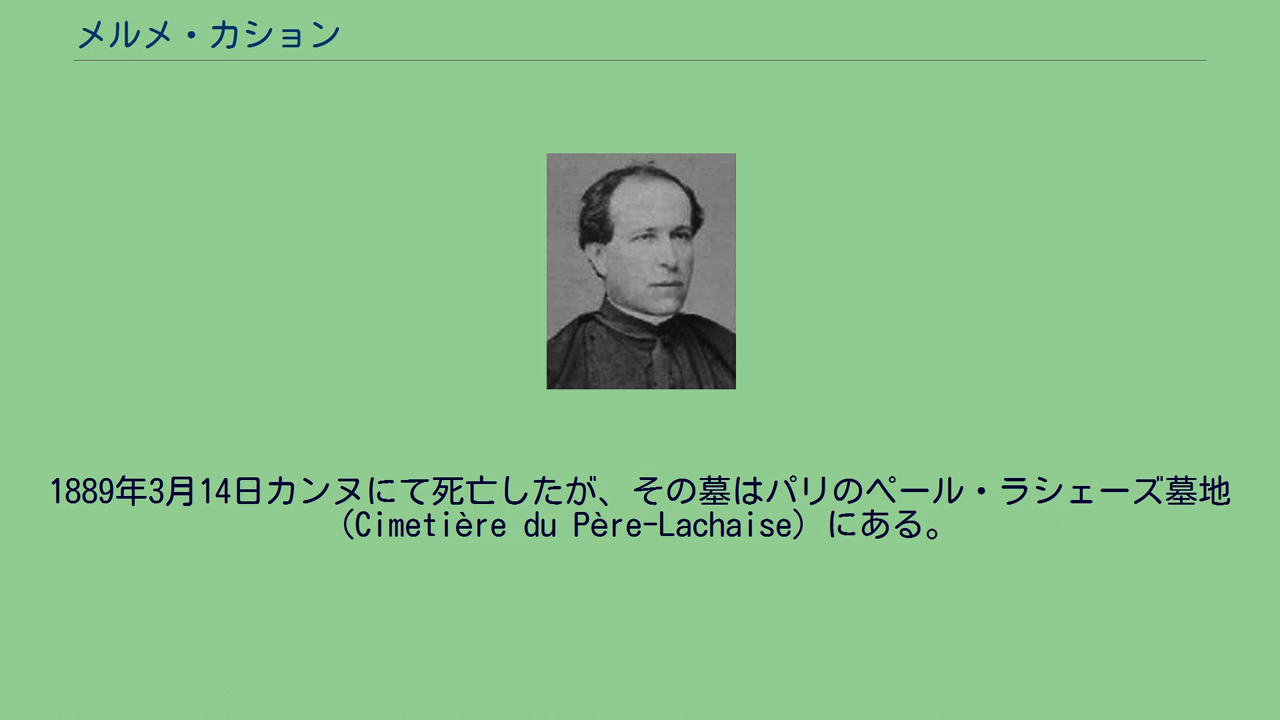 メルメ・カション
1889年3月14日カンヌにて死亡したが、その墓はパリのペール・ラシェーズ墓地
（Cimetière du Père-Lachaise）にある。